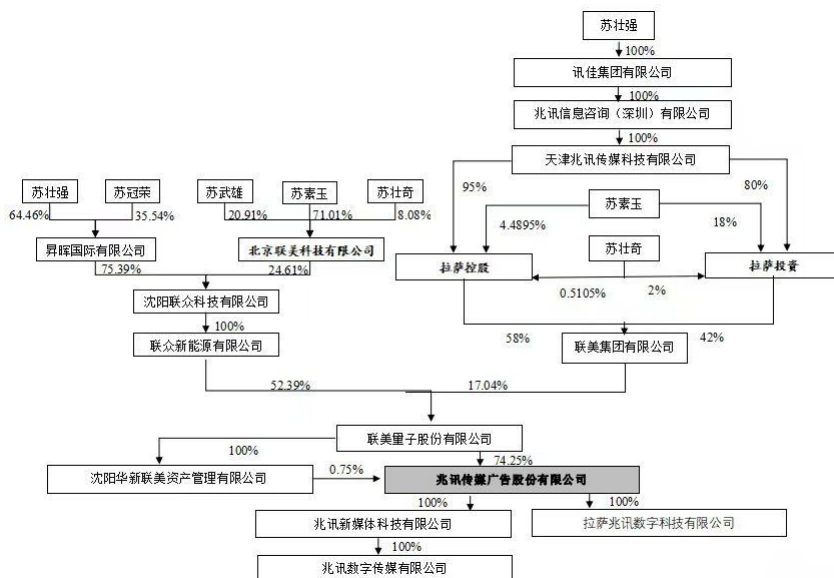 苏壮强
100%
讯佳集团有限公司
100%
兆讯信息咨询（深圳）有限公司
100%
天津兆讯传媒科技有限公司
95%
80%
苏素玉
4.4895%
18%
苏壮奇
拉萨控股
拉萨投资
0.5105%
2%
58%
42%
联美集团有限公司
苏壮强
苏冠荣
苏武雄
苏素玉
苏壮奇
64.46%
35.54%
20.91%
71.01%
8.08%
昇晖国际有限公司
北京联美科技有限公司
75.39%
24.61%
沈阳联众科技有限公司
100%
联众新能源有限公司
52.39%
17.04%
联美量子股份有限公司
100%
74.25%
沈阳华新联美资产管理有限公司
0.75%
兆讯传媒广告股份有限公司
100%
100%
兆讯新媒体科技有限公司
拉萨兆讯数字科技有限公司
100%
兆讯数字传媒有限公司